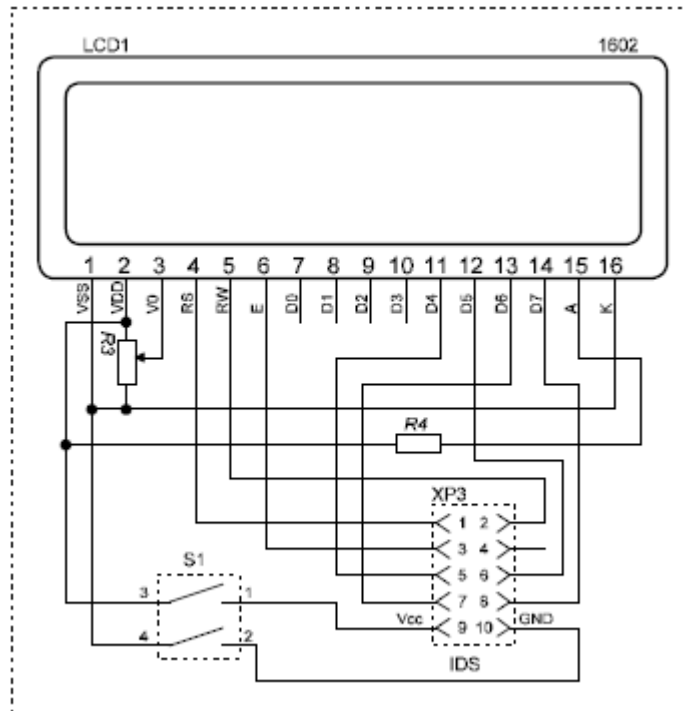 LCD1 1602
1 2 3 4 5 6 7 8 9 10 11 12 13 14 15 16
VSS VDD V0 RS RW E D0 D1 D2 D3 D4 D5 D6 D7 A K
R3
R4
XP3
1 2
3 4
S1
5 6
3 1
7 8
Vcc 9 10 GND
4 2
IDS